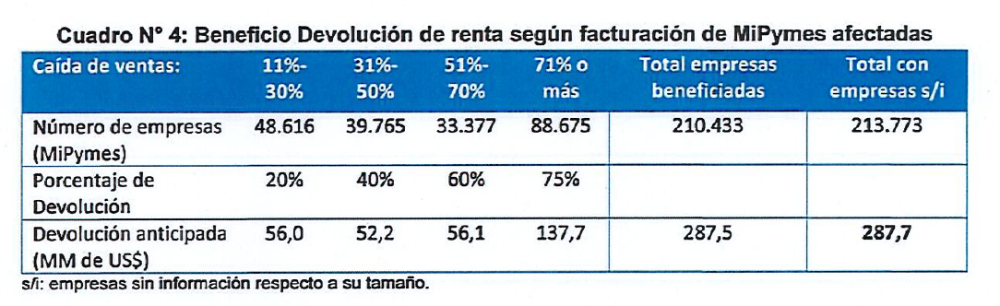 Cuadro N° 4: Beneficio Devolución de renta según facturación de MiPymes afectadas
Caída de ventas: 11%- 31%- 51%- 71% o Total empresas Total con
30% 50% 70% más beneficiadas empresas s/i
Número de empresas 48.616 39.765 33.377 88.675 210.433 213.773
(MiPymes)
Porcentaje de 20% 40% 60% 75%
Devolución
Devolución anticipada 56,0 52,2 56,1 137,7 287,5 287,7
(MM de US$)
s/i: empresas sin información respecto a su tamaño.